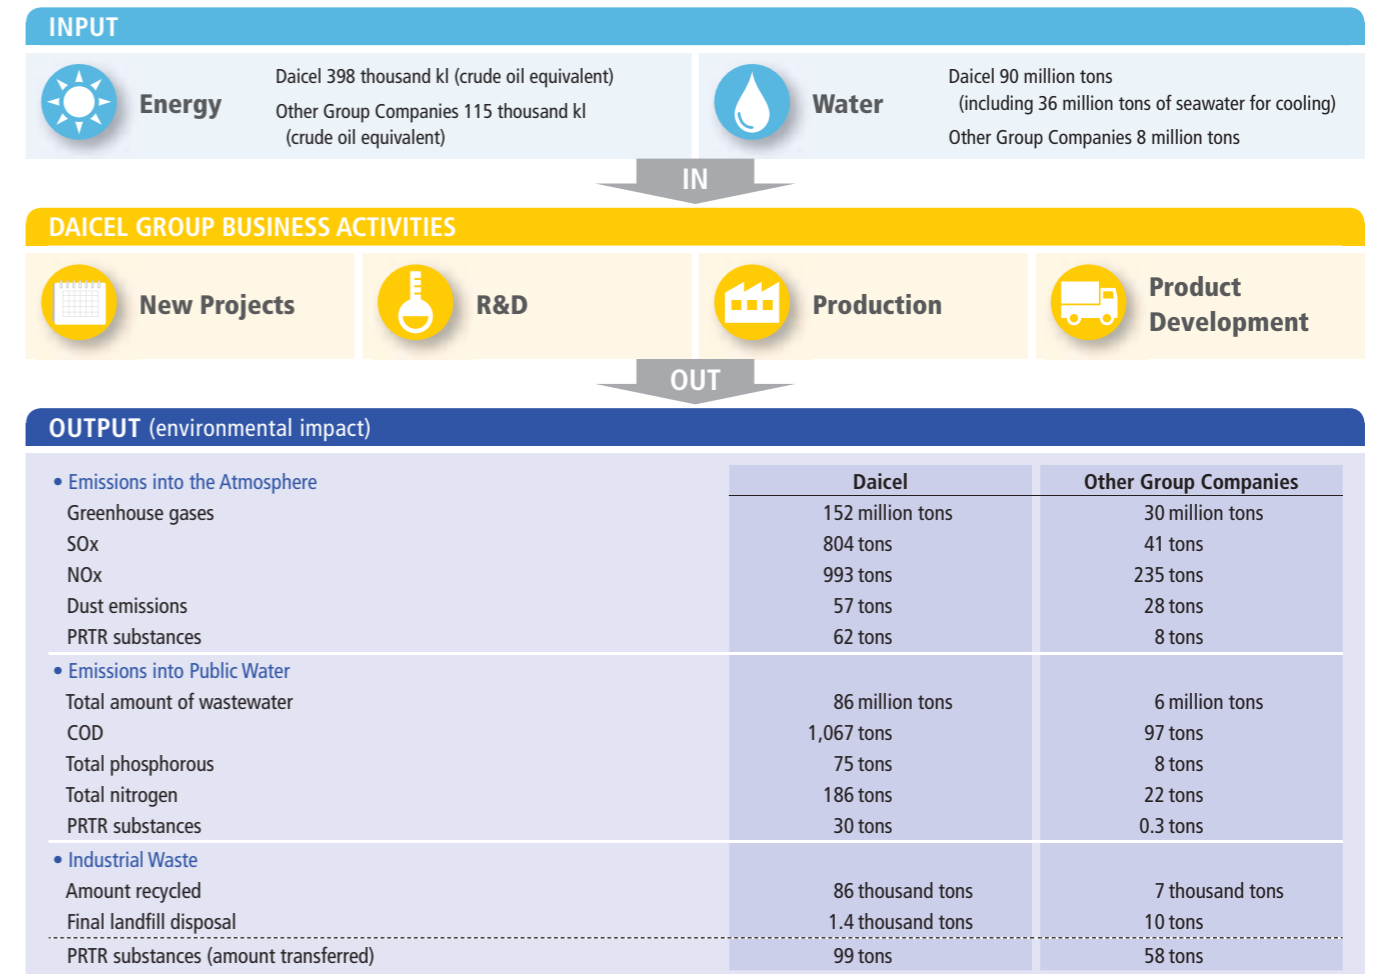 INPUT
Energy
Daicel 398 thousand kl (crude oil equivalent)
Other Group Companies 115 thousand kl
(crude oil equivalent)
Water
Daicel 90 million tons
(including 36 million tons of seawater for cooling)
Other Group Companies 8 million tons
IN
DAICEL GROUP BUSINESS ACTIVITIES
New Projects
R&D
Production
Product
Development
OUT
OUTPUT (environmental impact)
• Emissions into the Atmosphere Daicel Other Group Companies
Greenhouse gases 152 million tons 30 million tons
SOx 804 tons 41 tons
NOx 993 tons 235 tons
Dust emissions 57 tons 28 tons
PRTR substances 62 tons 8 tons
• Emissions into Public Water
Total amount of wastewater 86 million tons 6 million tons
COD 1,067 tons 97 tons
Total phosphorous 75 tons 8 tons
Total nitrogen 186 tons 22 tons
PRTR substances 30 tons 0.3 tons
• Industrial Waste
Amount recycled 86 thousand tons 7 thousand tons
Final landfill disposal 1.4 thousand tons 10 tons
PRTR substances (amount transferred) 99 tons 58 tons